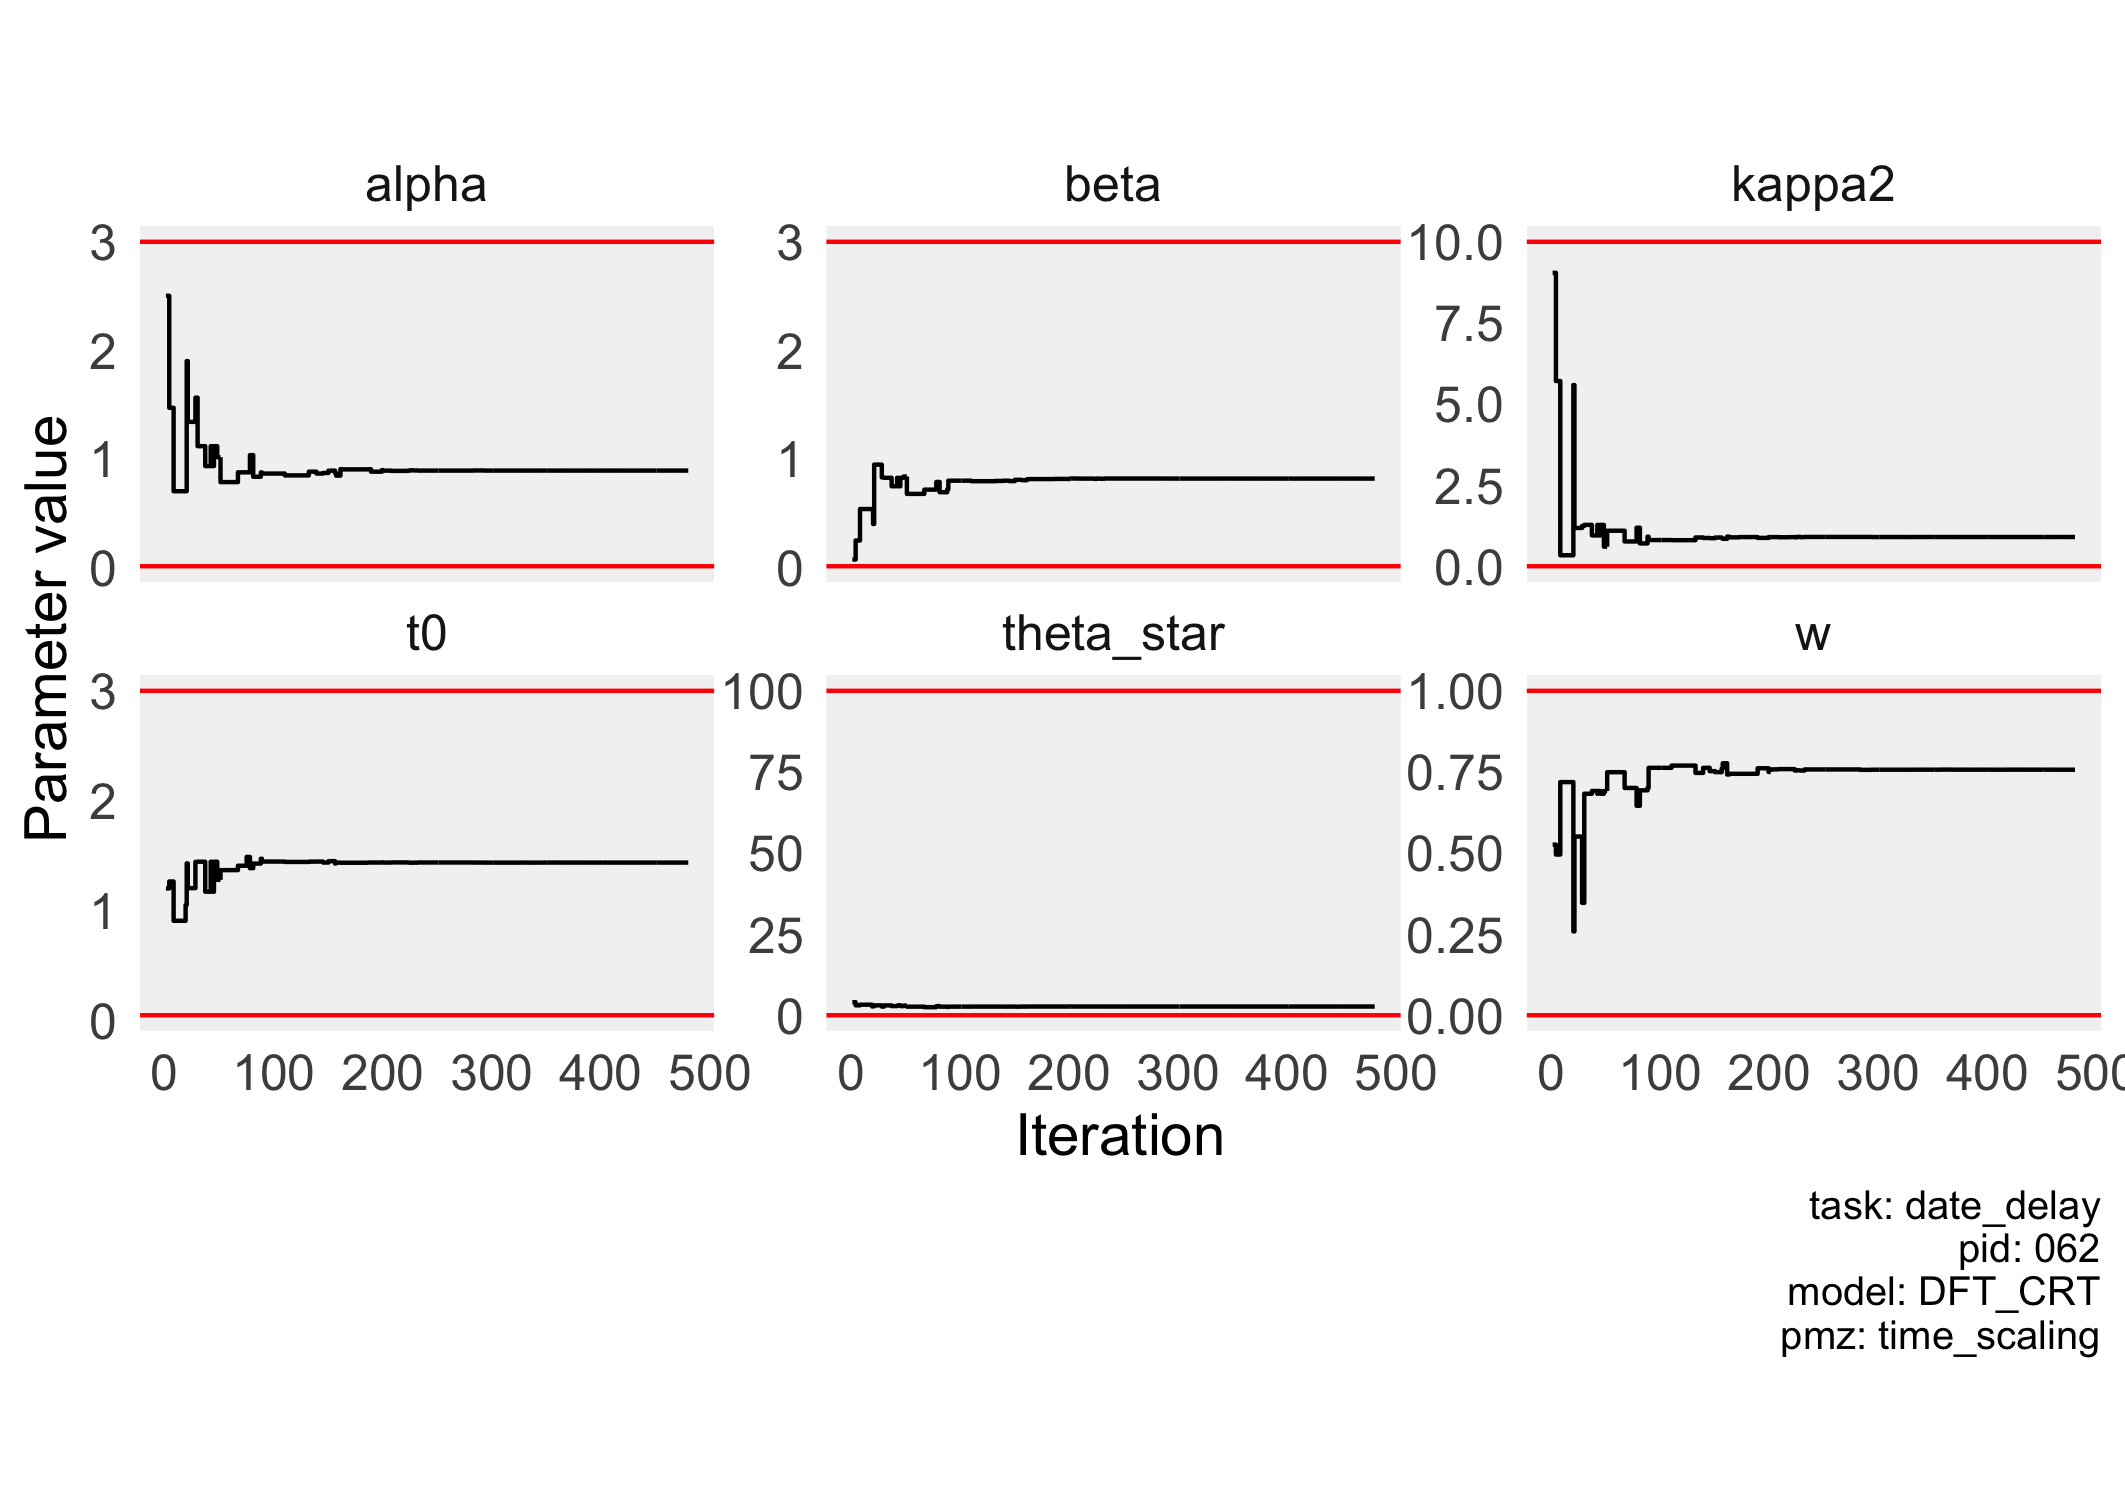 alpha
beta
kappa2
3
2
1
0
3
2
1
0
10.0
7.5
5.0
2.5
0.0
t0
theta_star
w
3
2
1
0
100
75
50
25
0
1.00
0.75
0.50
0.25
0.00
0 100 200 300 400 500
0 100 200 300 400 500
0 100 200 300 400 500
Parameter value
Iteration
task: date_delay
pid: 062
model: DFT_CRT
pmz: time_scaling